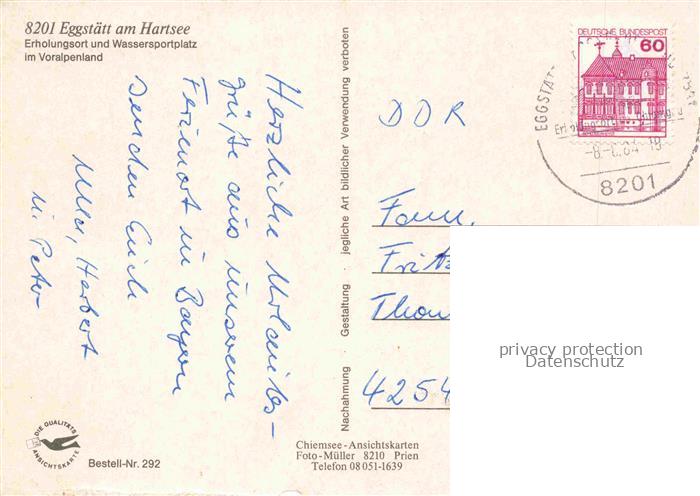 8201 Eggstätt am Hartsee
Erholungsort und Wassersportplatz
im Voralpenland
Herzliche Urlaubs-
grüße aus unserem
Ferienort in Bayern
senden Euch
Ulla, Herbert
u. Peter
DIE QUALITÄTS
ANSICHTSKARTE
Bestell-Nr. 292
Nachahmung Gestaltung jegliche Art bildlicher Verwendung verboten
Chiemsee-Ansichtskarten
Foto-Müller 8210 Prien
Telefon 08051-1639
DEUTSCHE BUNDESPOST
60
EGGSTÄTT
8201
DDR
Fam.
Fritz
4254
privacy protection
Datenschutz